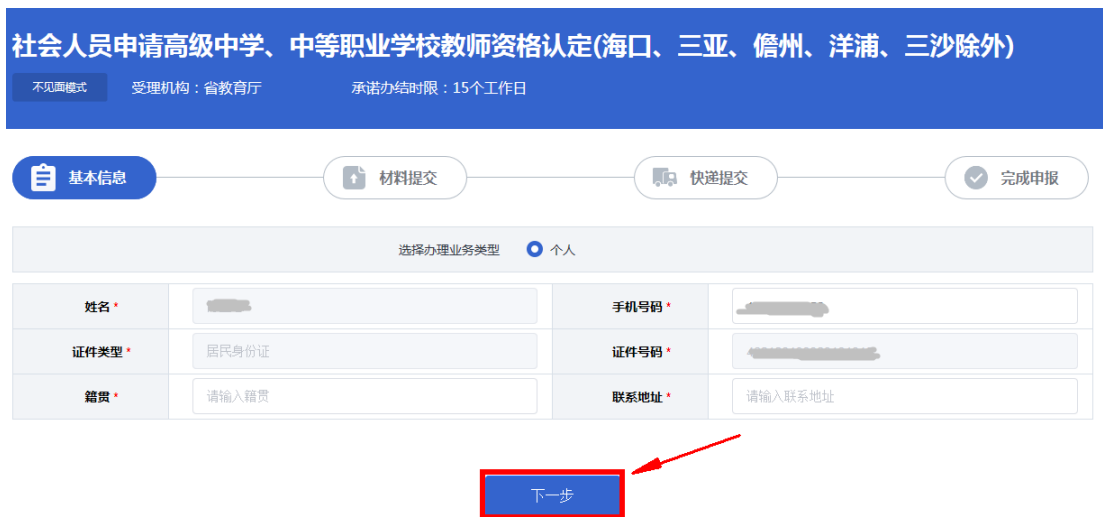 社会人员申请高级中学、中等职业学校教师资格认定(海口、三亚、儋州、洋浦、三沙除外)
不见面模式 受理机构：省教育厅 承诺办结时限：15个工作日
基本信息 材料提交 快递提交 完成申报
选择办理业务类型 个人
姓名* 手机号码*
证件类型* 居民身份证 证件号码*
籍贯* 请输入籍贯 联系地址* 请输入联系地址
下一步